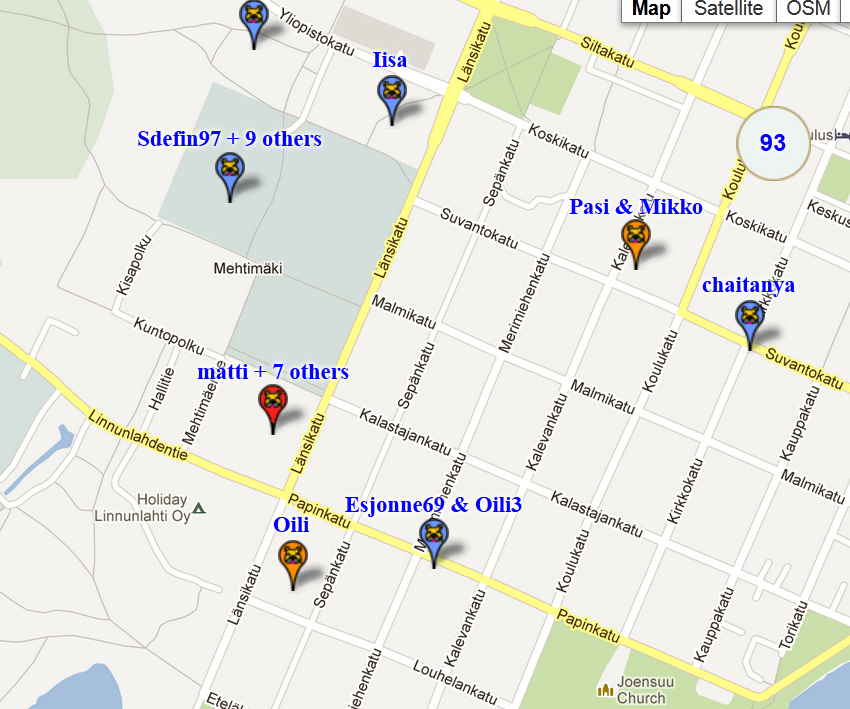 Map
Satellite
OSM
Yliopistokatu
Länsikatu
Siltakatu
Iisa
Sdefin97 + 9 others
Koskikatu
93
Sepänkatu
Pasi & Mikko
Suvantokatu
Koskikatu
Länsikatu
Kisapolku
Mehtimäki
chaitanya
Merimiehenkatu
Malmikatu
Kuntopolku
Koulukatu
Suvantokatu
matti + 7 others
Hallitie
Sepänkatu
Malmikatu
Kalastajankatu
Linnunlahdentie
Länsikatu
Kalevankatu
Kauppakatu
Malmikatu
Holiday
Linnunlahti Oy
Papinkatu
Esjonne69 & Oili3
Kirkkokatu
Kalastajankatu
Oili
Koulukatu
Länsikatu
Sepänkatu
Kalevankatu
Papinkatu
Kauppakatu
Torikatu
Louhelankatu
Joensuu
Church